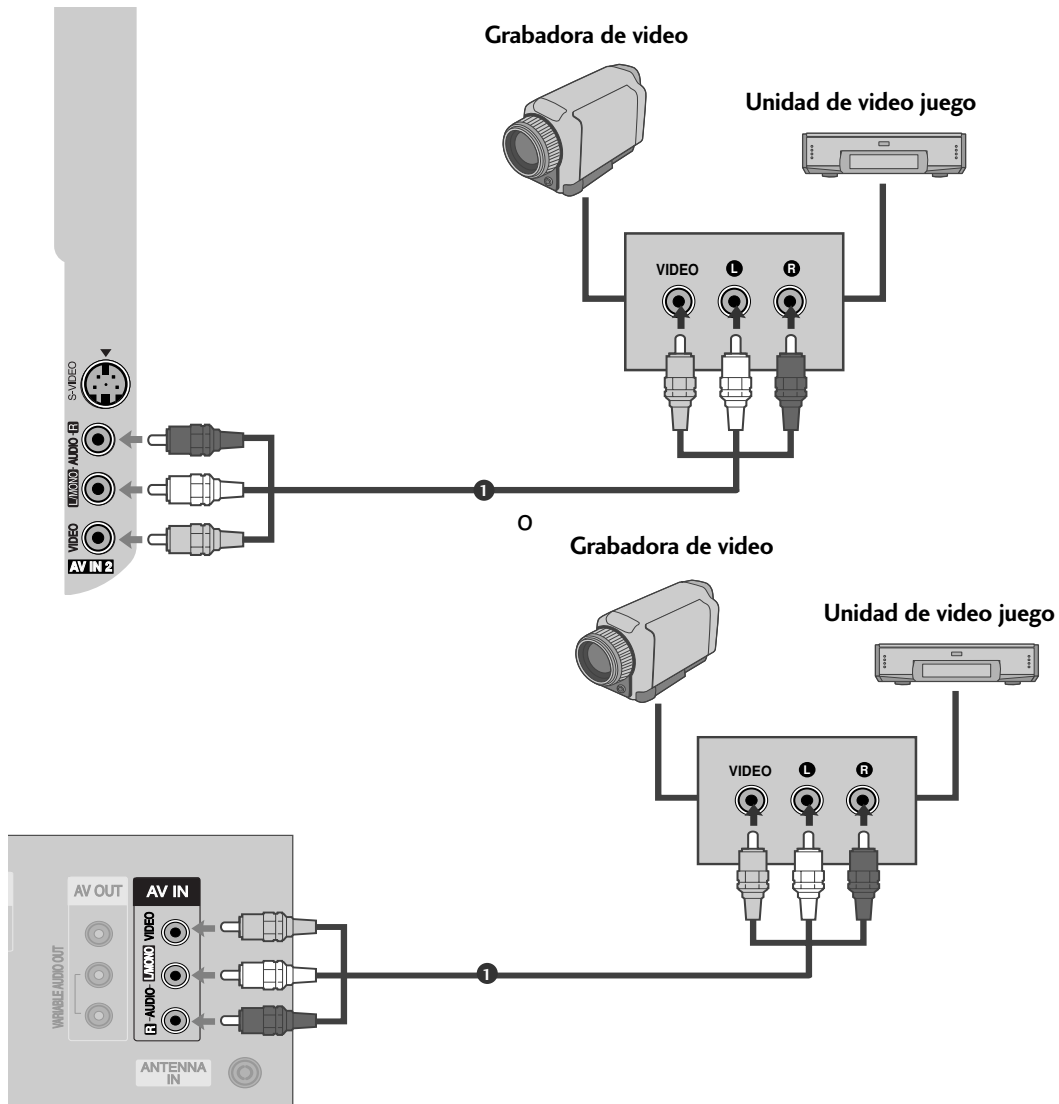 Grabadora de video
Unidad de video juego
VIDEO L R
S-VIDEO
L/MONO-AUDIO-R
VIDEO
AV IN 2
1
o
Grabadora de video
Unidad de video juego
VIDEO L R
AV OUT
AV IN
VARIABLE AUDIO OUT
R-AUDIO-L/MONO VIDEO
1
ANTENNA
IN